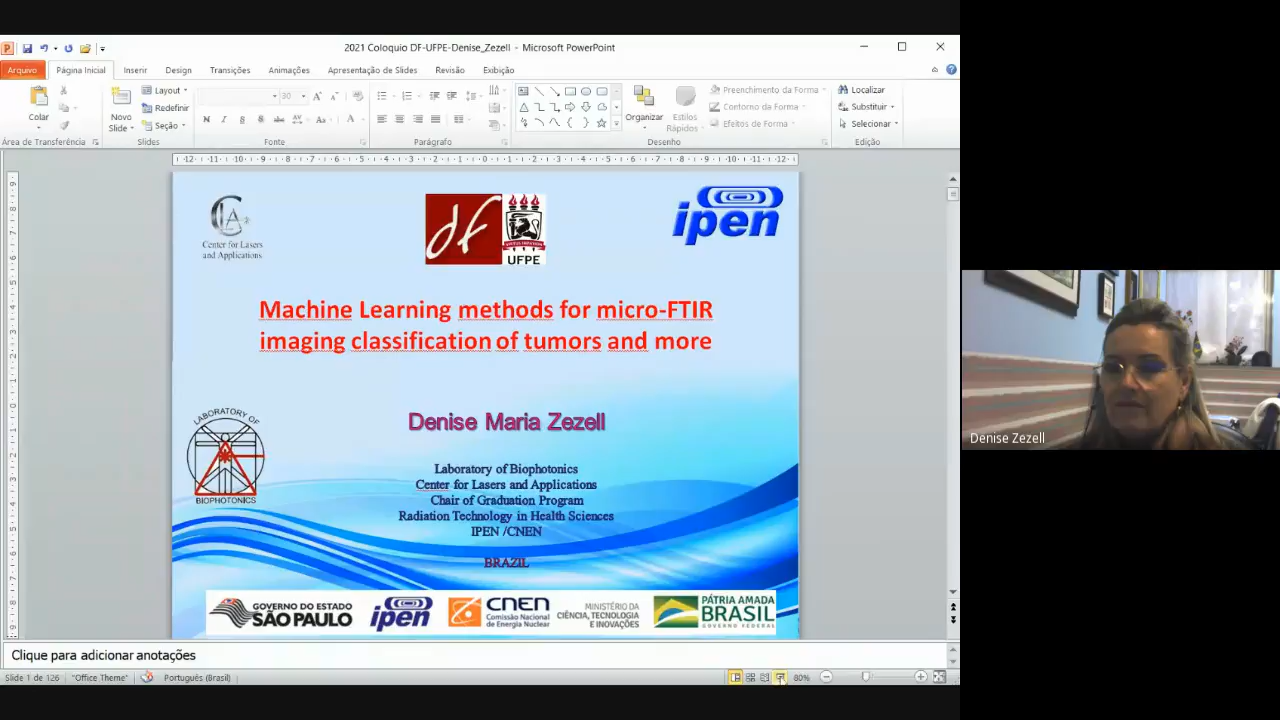 2021 Coloquio DF-UFPE-Denise_Zezell - Microsoft PowerPoint
Arquivo
Página Inicial
Inserir
Design
Transições
Animações
Apresentação de Slides
Revisão
Exibição
Colar
Novo
Slide
Layout
Redefinir
Seção
30
N I S S abc AV Aa A
Organizar
Estilos
Rápidos
Preenchimento da Forma
Contorno da Forma
Efeitos de Forma
Localizar
Substituir
Selecionar
Área de Transferência
Slides
Fonte
Parágrafo
Desenho
Edição
CLA
Center for Lasers
and Applications
df
UFPE
ipen
Machine Learning methods for micro-FTIR
imaging classification of tumors and more
Denise Maria Zezell
LABORATORY OF
BIOPHOTONICS
Laboratory of Biophotonics
Center for Lasers and Applications
Chair of Graduation Program
Radiation Technology in Health Sciences
IPEN /CNEN
BRAZIL
GOVERNO DO ESTADO
SÃO PAULO
ipen
CNEN
Comissão Nacional
de Energia Nuclear
MINISTÉRIO DA
CIÊNCIA, TECNOLOGIA
E INOVAÇÕES
PÁTRIA AMADA
BRASIL
GOVERNO FEDERAL
Clique para adicionar anotações
Slide 1 de 126
"Office Theme"
Português (Brasil)
80%
Denise Zezell